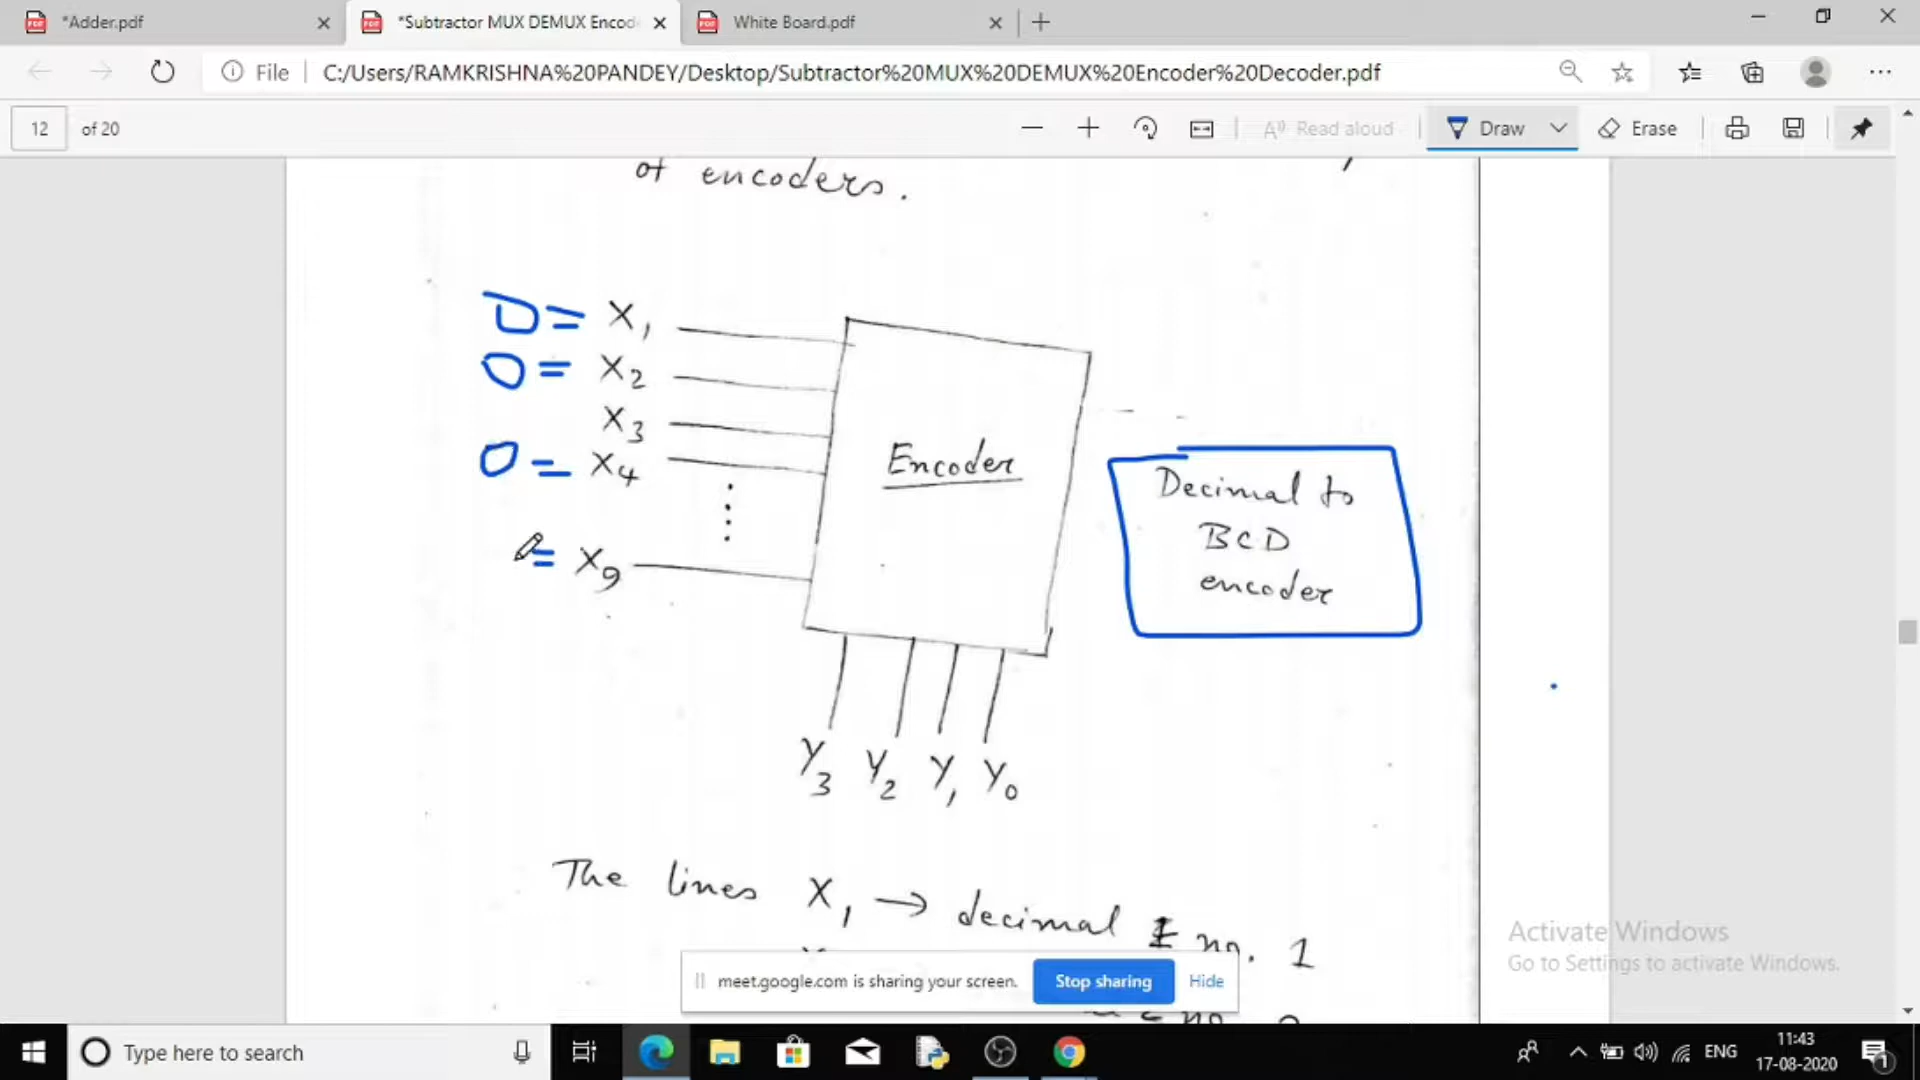 *Adder.pdf
*Subtractor MUX DEMUX Encod
White Board.pdf
File
C:/Users/RAMKRISHNA%20PANDEY/Desktop/Subtractor%20MUX%20DEMUX%20Encoder%20Decoder.pdf
12 of 20
Read aloud
Draw
Erase
of encoders.
0 = X1
0 = X2
X3
0 = X4
= X9
Encoder
Decimal to
BCD
encoder
Y3 Y2 Y1 Y0
The lines X1 → decimal no. 1
meet.google.com is sharing your screen.
Stop sharing
Hide
Activate Windows
Go to Settings to activate Windows.
Type here to search
ENG
11:43
17-08-2020
1